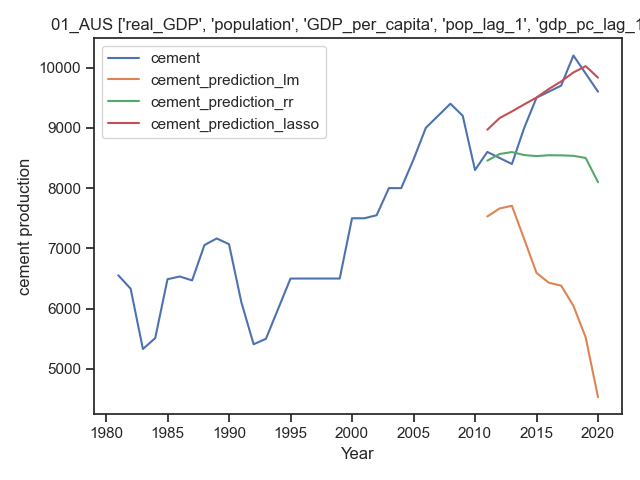 01_AUS ['real_GDP', 'population', 'GDP_per_capita', 'pop_lag_1', 'gdp_pc_lag_1
cement
cement_prediction_lm
cement_prediction_rr
cement_prediction_lasso
cement production
10000
9000
8000
7000
6000
5000
1980 1985 1990 1995 2000 2005 2010 2015 2020
Year